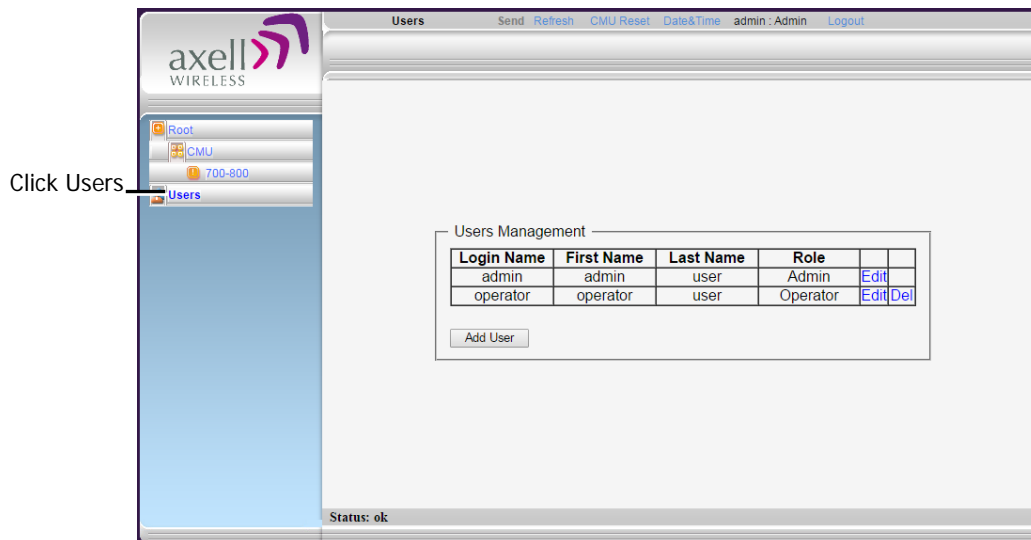 Users Send Refresh CMU Reset Date&Time admin : Admin Logout
axell
WIRELESS
Root
CMU
700-800
Click Users
Users
Users Management
Login Name First Name Last Name Role
admin admin user Admin Edit
operator operator user Operator Edit Del
Add User
Status: ok